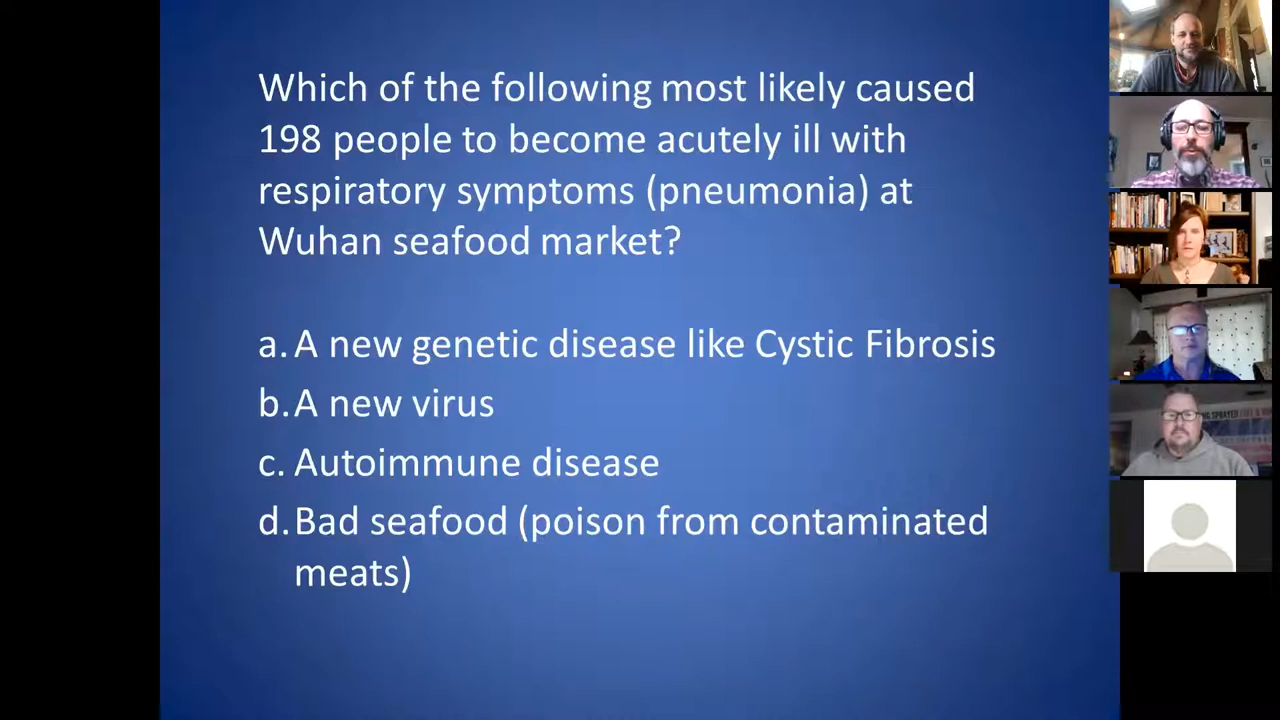 Which of the following most likely caused
198 people to become acutely ill with
respiratory symptoms (pneumonia) at
Wuhan seafood market?
a. A new genetic disease like Cystic Fibrosis
b. A new virus
c. Autoimmune disease
d. Bad seafood (poison from contaminated
meats)